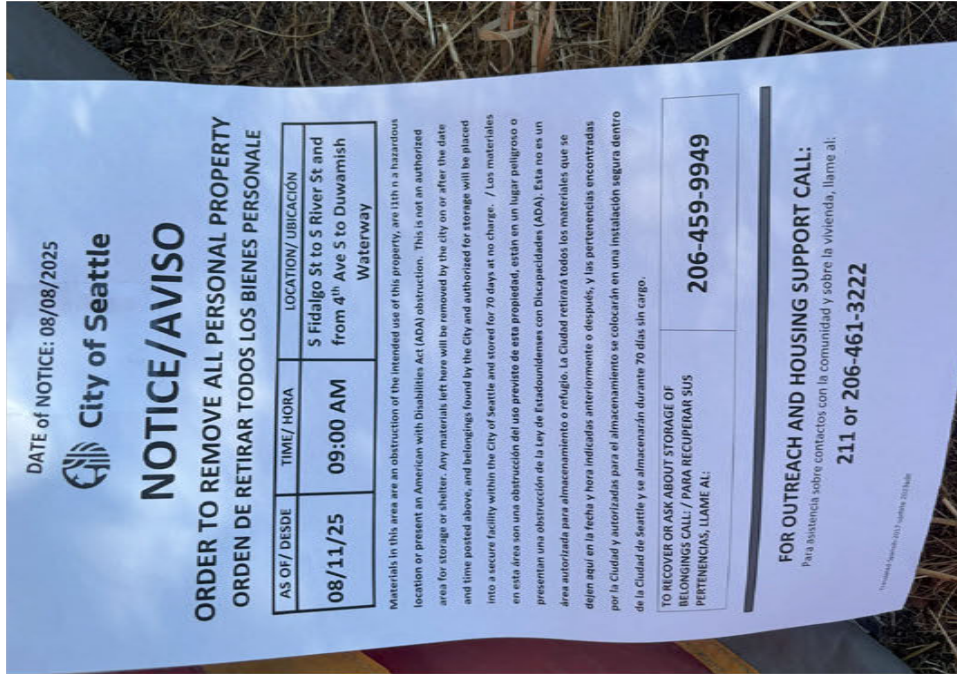 DATE of NOTICE: 08/08/2025
City of Seattle
NOTICE/AVISO
ORDER TO REMOVE ALL PERSONAL PROPERTY
ORDEN DE RETIRAR TODOS LOS BIENES PERSONALE
AS OF/ DESDE TIME/ HORA LOCATION/ UBICACIÓN
08/11/25 09:00 AM S Fidalgo St to S River St and
from 4th Ave S to Duwamish
Waterway
Materials in this area are an obstruction of the intended use of this property, are in a hazardous
location or present an American with Disabilities Act (ADA) obstruction. This is not an authorized
area for storage or shelter. Any materials left here will be removed by the city on or after the date
and time posted above, and belongings found by the City and authorized for storage will be placed
into a secure facility within the City of Seattle and stored for 70 days at no charge. / Los materiales
en esta área son una obstrucción del uso previsto de esta propiedad, están en un lugar peligroso o
presentan una obstrucción de la Ley de Estadounidenses con Discapacidades (ADA). Esta no es un
área autorizada para almacenamiento o refugio. La Ciudad retirará todos los materiales que se
dejen aquí en la fecha y hora indicadas anteriormente o después, y las pertenencias encontradas
por la Ciudad y autorizadas para el almacenamiento se colocarán en una instalación segura dentro
de la Ciudad de Seattle y se almacenarán durante 70 días sin cargo.
TO RECOVER OR ASK ABOUT STORAGE OF
BELONGINGS CALL / PARA RECUPERAR SUS
PERTENENCIAS, LLAME AL:
206-459-9949
FOR OUTREACH AND HOUSING SUPPORT CALL:
Para asistencia sobre contactos con la comunidad y sobre la vivienda, llame al:
211 or 206-461-3222